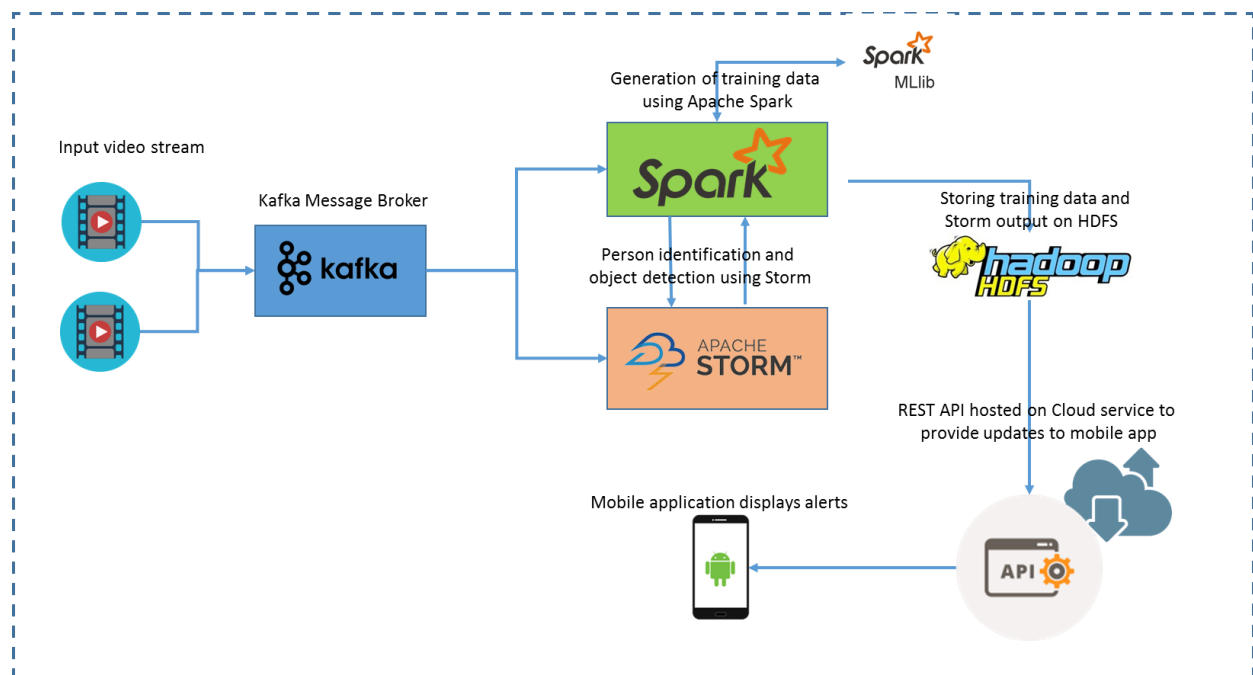 Spark
MLlib
Generation of training data
using Apache Spark
Input video stream
Spark
Kafka Message Broker
kafka
Storing training data and
Storm output on HDFS
Person identification and
object detection using Storm
hadoop
HDFS
APACHE
STORM™
REST API hosted on Cloud service to
provide updates to mobile app
Mobile application displays alerts
API